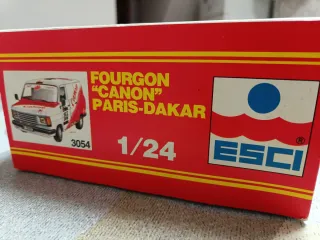 FOURGON
"CANON"
PARIS-DAKAR
3054
1/24
ESCI
®